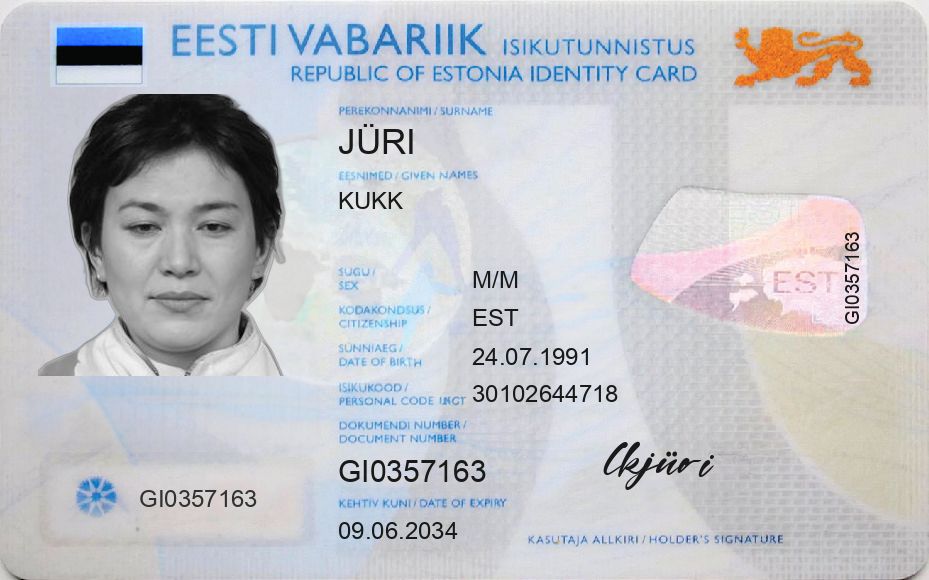 EESTI VABARIIK ISIKUTUNNISTUS
REPUBLIC OF ESTONIA IDENTITY CARD
PEREKONNANIMI / SURNAME
JÜRI
EESNIMED / GIVEN NAMES
KUKK
SUGU /
SEX
M/M
KODAKONDSUS /
CITIZENSHIP
EST
SÜNNIAEG /
DATE OF BIRTH
24.07.1991
ISIKUKOOD /
PERSONAL CODE
30102644718
DOKUMENDI NUMBER /
DOCUMENT NUMBER
GI0357163
KEHTIV KUNI / DATE OF EXPIRY
09.06.2034
GI0357163
EST
GI0357163
lkjüri
KASUTAJA ALLKIRI / HOLDER'S SIGNATURE